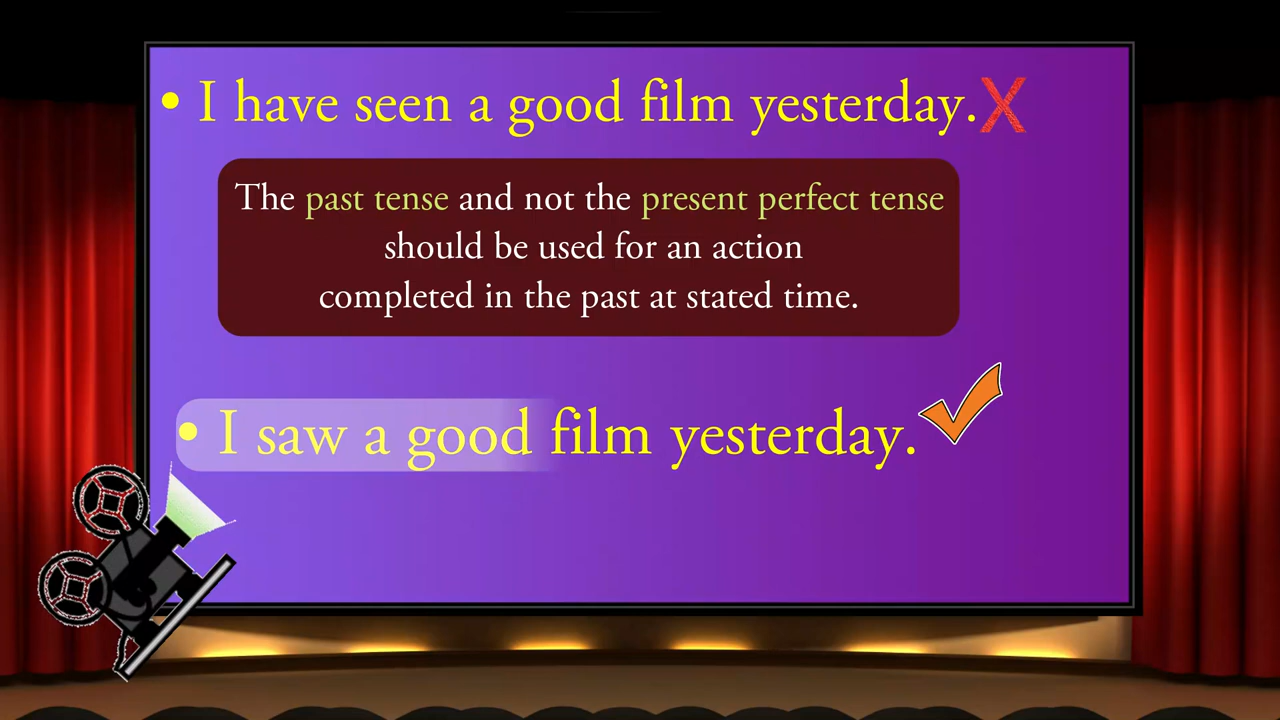 • I have seen a good film yesterday. X
The past tense and not the present perfect tense
should be used for an action
completed in the past at stated time.
• I saw a good film yesterday.